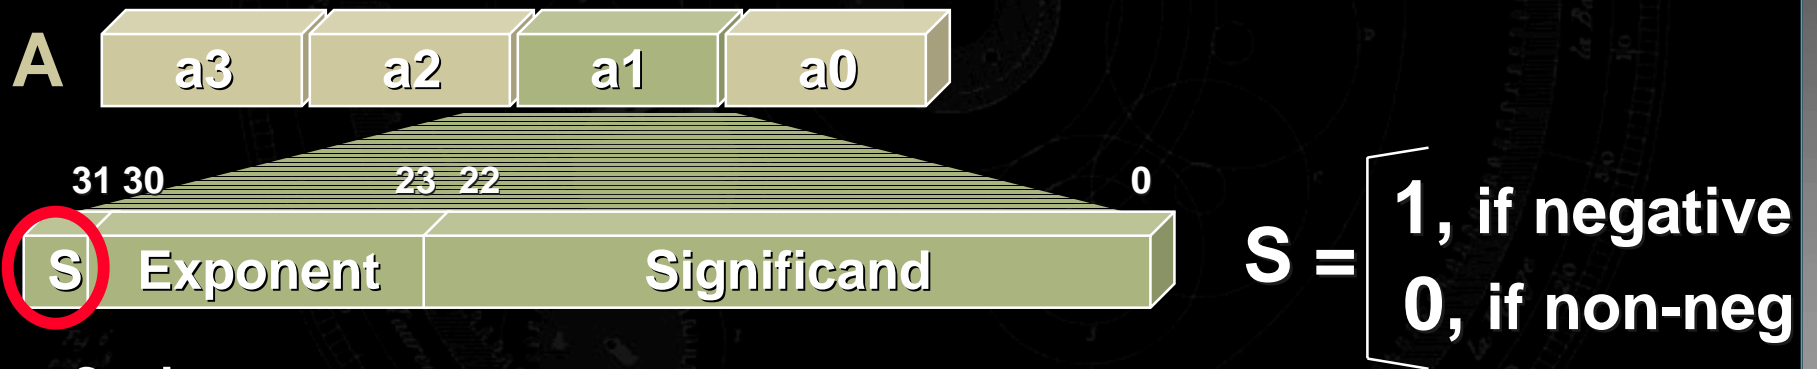 A a3 a2 a1 a0
31 30 23 22 0
S Exponent Significand
S = 1, if negative
0, if non-neg